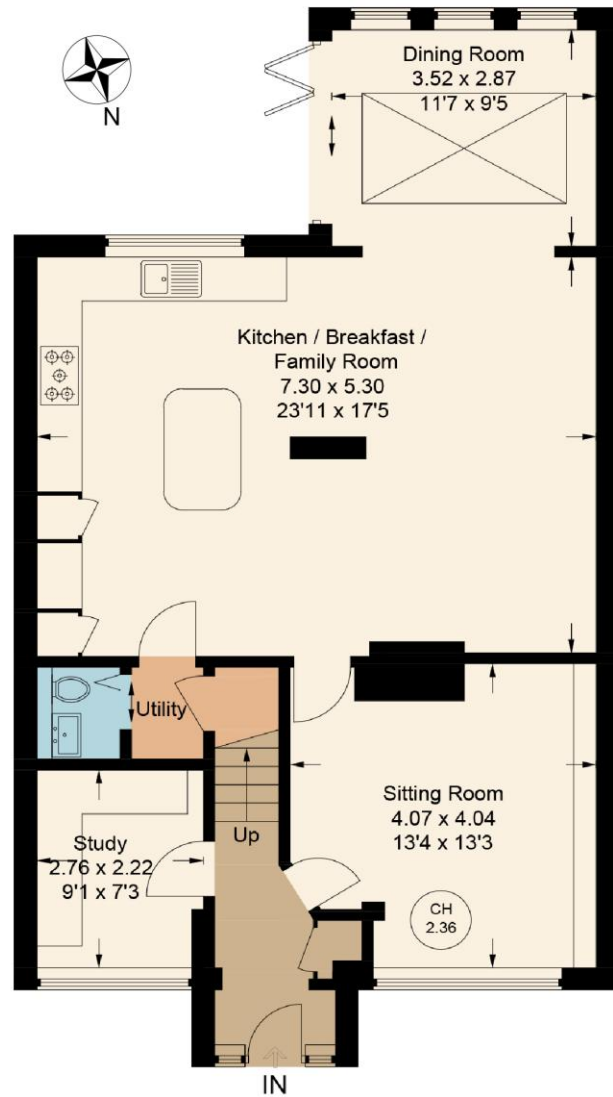 N
Dining Room
3.52 x 2.87
11'7 x 9'5
Kitchen / Breakfast /
Family Room
7.30 x 5.30
23'11 x 17'5
Utility
Up
Sitting Room
4.07 x 4.04
13'4 x 13'3
Study
2.76 x 2.22
9'1 x 7'3
CH
2.36
IN